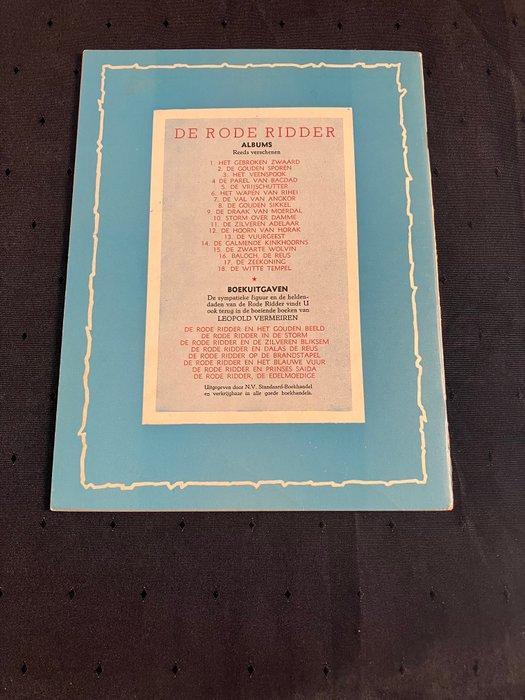 DE RODE RIDDER
ALBUMS
Reeds verschenen
1. HET GEBROKEN ZWAARD
2. DE GOUDEN SPOREN
3. HET VEENSPOOK
4. DE PAREL VAN BAGDAD
5. DE VRIJSCHUTTER
6. HET WAPEN VAN RIHEI
7. DE VAL VAN ANGKOR
8. DE GOUDEN SIKKEL
9. DE DRAAK VAN MOERDAL
10. STORM OVER DAMME
11. DE ZILVEREN ADELAAR
12. DE HOORN VAN HORAK
13. DE VUURGEEST
14. DE GALMENDE KINKHOORNS
15. DE ZWARTE WOLVIN
16. BALOCH, DE REUS
17. DE ZEEKONING
18. DE WITTE TEMPEL
★
BOEKUITGAVEN
De sympatieke figuur en de helden-
daden van de Rode Ridder vindt U
ook terug in de boeiende boeken van
LEOPOLD VERMEIREN
DE RODE RIDDER EN HET GOUDEN BEELD
DE RODE RIDDER IN DE STORM
DE RODE RIDDER EN DE ZILVEREN BLIKSEM
DE RODE RIDDER EN DALAS DE REUS
DE RODE RIDDER OP DE BRANDSTAPEL
DE RODE RIDDER EN HET BLAUWE VUUR
DE RODE RIDDER EN PRINSES SAIDA
DE RODE RIDDER, DE EDELMOEDIGE
Uitgegeven door N.V. Standaard-Boekhandel
en verkrijgbaar in alle goede boekhandels.